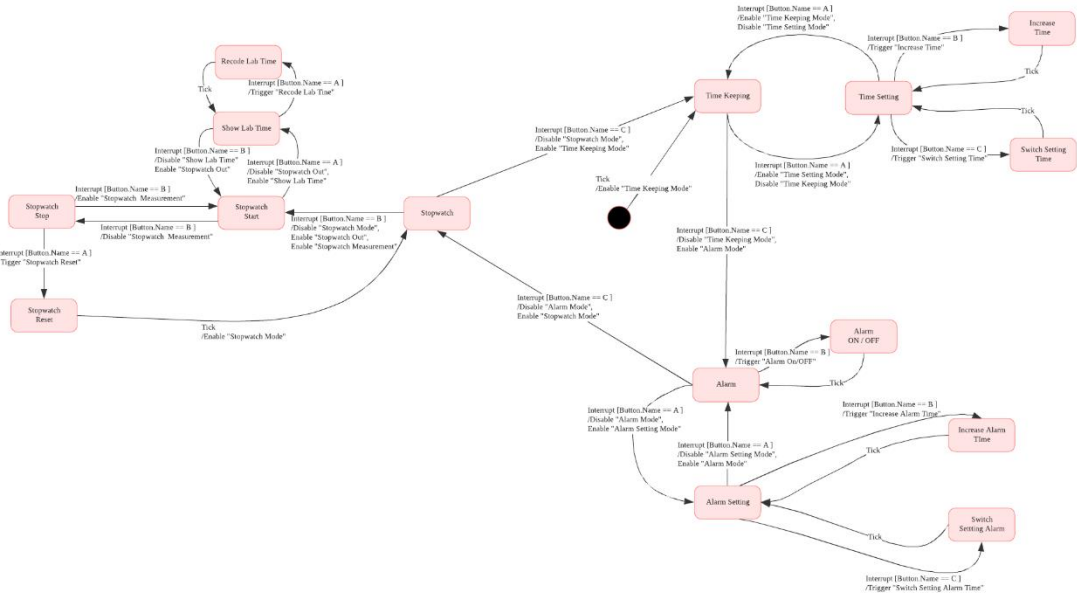 Interrupt [Button.Name == A ]
/Enable "Time Keeping Mode",
Disable "Time Setting Mode"
Increase
Time
Interrupt [Button.Name == B ]
/Trigger "Increase Time"
Tick
Recode Lab Time
Interrupt [Button.Name == A ]
/Trigger "Recode Lab Time"
Tick
Time Keeping
Time Setting
Tick
Show Lab Time
Interrupt [Button.Name == C ]
/Disable "Stopwatch Mode",
Enable "Time Keeping Mode"
Interrupt [Button.Name == C ]
/Trigger "Switch Setting Time"
Switch Setting
Time
Interrupt [Button.Name == B ]
/Disable "Show Lab Time"
Enable "Stopwatch Out"
Interrupt [Button.Name == A ]
/Disable "Stopwatch Out",
Enable "Show Lab Time"
Interrupt [Button.Name == A ]
/Enable "Time Setting Mode",
Disable "Time Keeping Mode"
Tick
/Enable "Time Keeping Mode"
Interrupt [Button.Name == B ]
/Enable "Stopwatch Measurement"
Stopwatch
Stop
Stopwatch
Start
Stopwatch
Interrupt [Button.Name == B ]
/Disable "Stopwatch Measurement"
Interrupt [Button.Name == B ]
/Disable "Stopwatch Mode",
Enable "Stopwatch Out",
Enable "Stopwatch Measurement"
Interrupt [Button.Name == C ]
/Disable "Time Keeping Mode"
Enable "Alarm Mode"
nterrupt [Button.Name == A ]
Tigger "Stopwatch Reset"
Stopwatch
Reset
Interrupt [Button.Name == C ]
/Disable "Alarm Mode",
Enable "Stopwatch Mode"
Tick
/Enable "Stopwatch Mode"
Alarm
ON / OFF
Interrupt [Button.Name == B ]
/Trigger "Alarm On/OFF"
Tick
Alarm
Interrupt [Button.Name == A ]
/Disable "Alarm Mode",
Enable "Alarm Setting Mode"
Interrupt [Button.Name == B ]
/Trigger "Increase Alarm Time"
Increase Alarm
TIme
Interrupt [Button.Name == A ]
/Disable "Alarm Setting Mode",
Enable "Alarm Mode"
Tick
Alarm Setting
Switch
Settting Alarm
Tick
Interrupt [Button.Name == C ]
/Trigger "Switch Setting Alarm Time"